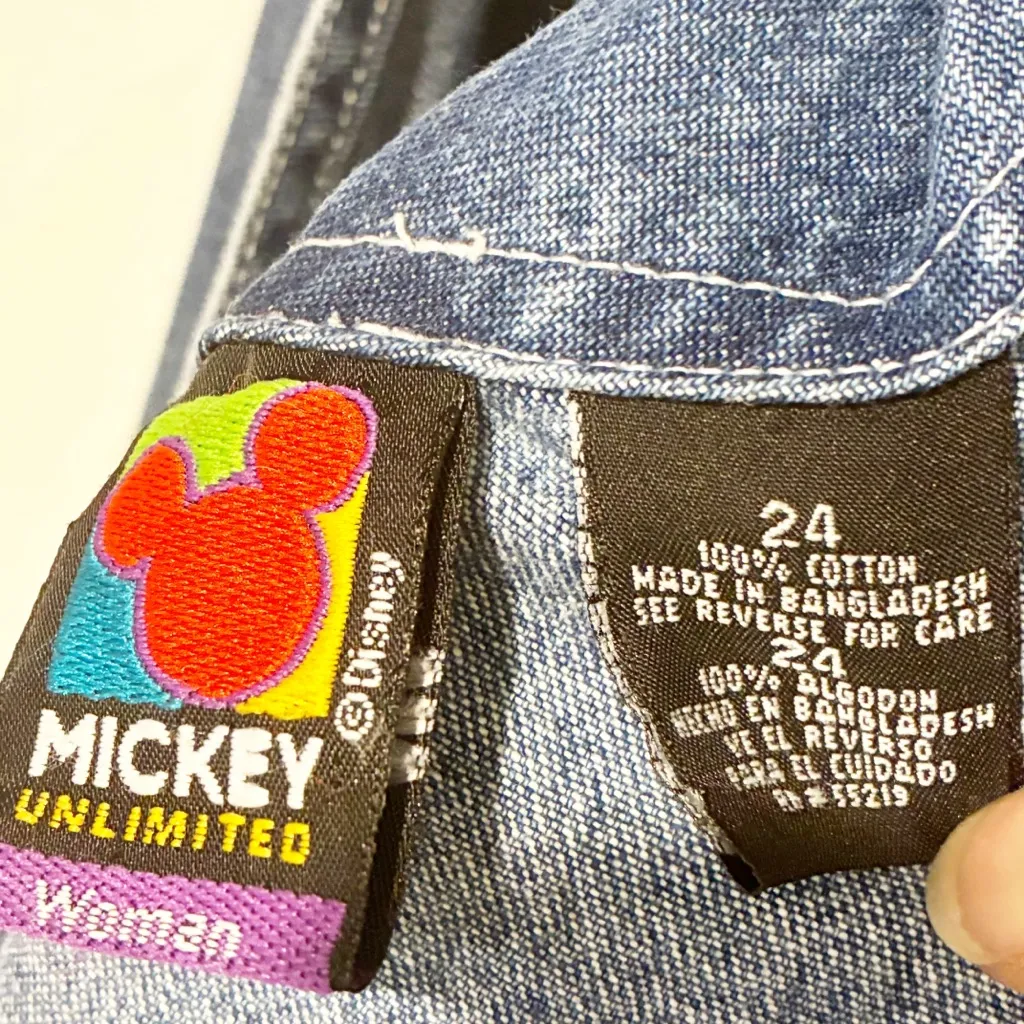 © Disney
MICKEY
UNLIMITED
Woman
24
100% COTTON
MADE IN BANGLADESH
SEE REVERSE FOR CARE
24
100% ALGODON
HECHO EN BANGLADESH
VE EL REVERSO
EL CUIDADO
55219